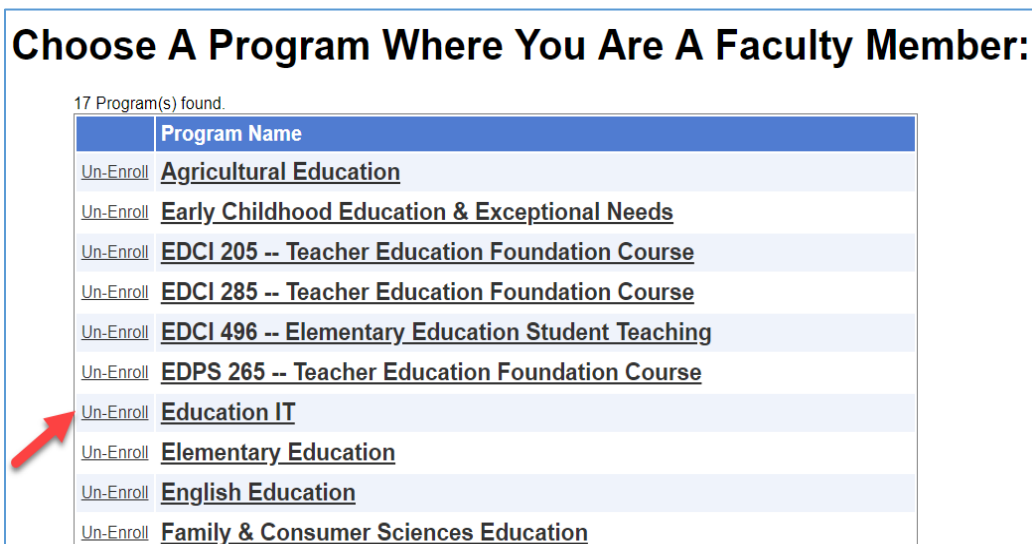 Choose A Program Where You Are A Faculty Member:
17 Program(s) found.
Program Name
Un-Enroll Agricultural Education
Un-Enroll Early Childhood Education & Exceptional Needs
Un-Enroll EDCI 205 -- Teacher Education Foundation Course
Un-Enroll EDCI 285 -- Teacher Education Foundation Course
Un-Enroll EDCI 496 -- Elementary Education Student Teaching
Un-Enroll EDPS 265 -- Teacher Education Foundation Course
Un-Enroll Education IT
Un-Enroll Elementary Education
Un-Enroll English Education
Un-Enroll Family & Consumer Sciences Education